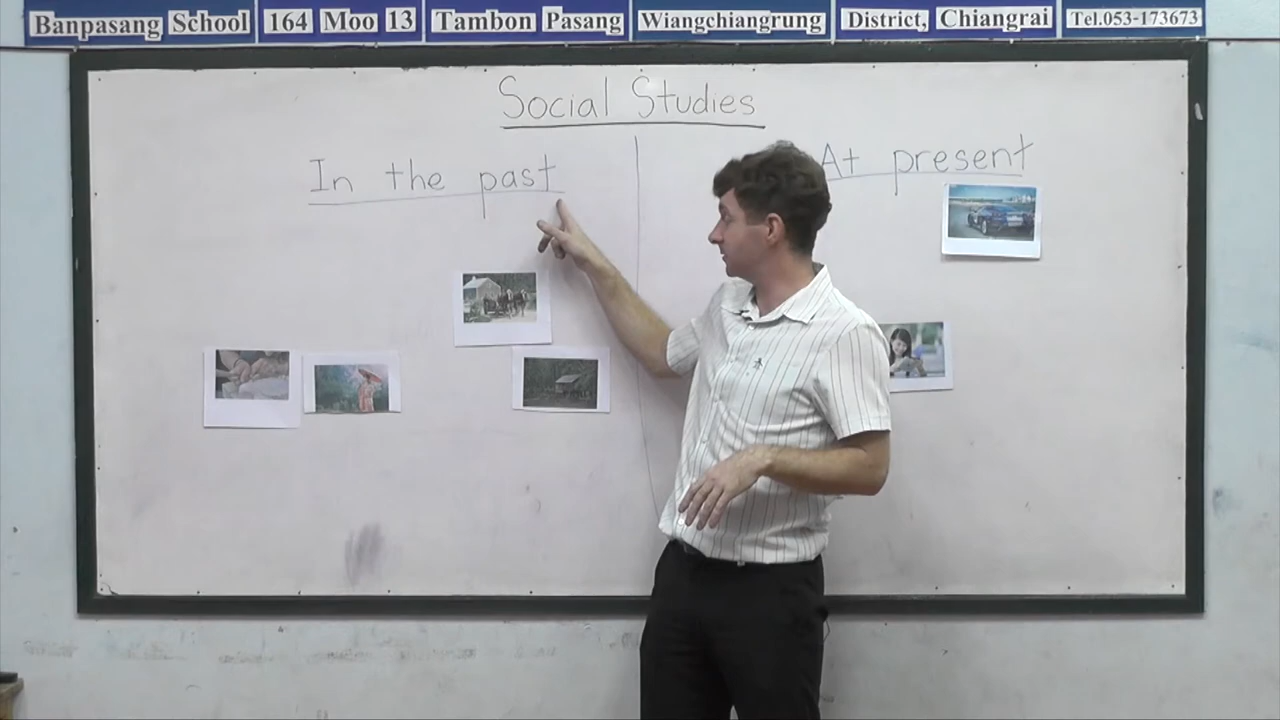 Banpasang School 164 Moo 13 Tambon Pasang Wiangchiangrung District, Chiangrai Tel.053-173673
Social Studies
In the past
At present